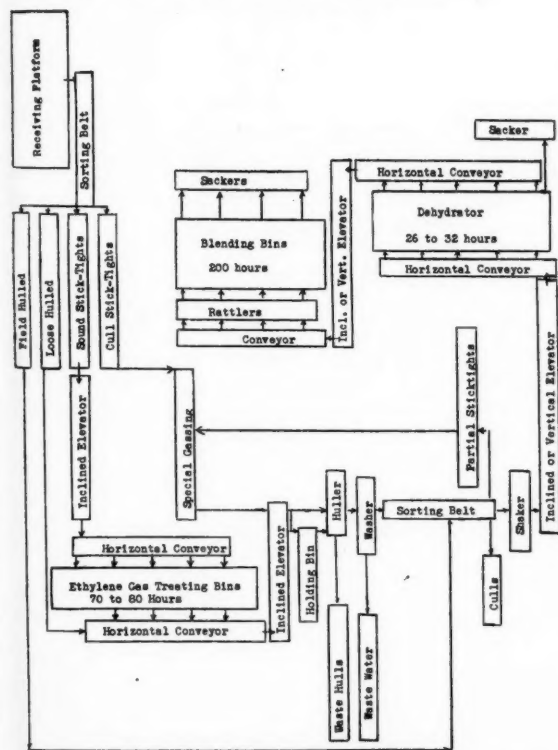 Receiving Platform
Sorting Belt
Field Hulled
Loose Hulled
Sound Stick-Tights
Cull Stick-Tights
Inclined Elevator
Special Gassing
Horizontal Conveyor
Ethylene Gas Treating Bins
70 to 80 Hours
Horizontal Conveyor
Inclined Elevator
Holding Bin
Huller
Washer
Waste Hulls
Waste Water
Sorting Belt
Partial Sticktights
Culls
Shaker
Inclined or Vertical Elevator
Horizontal Conveyor
Dehydrator
26 to 32 hours
Horizontal Conveyor
Sacker
Incl. or Vert. Elevator
Conveyor
Rattlers
Blending Bins
200 hours
Sackers